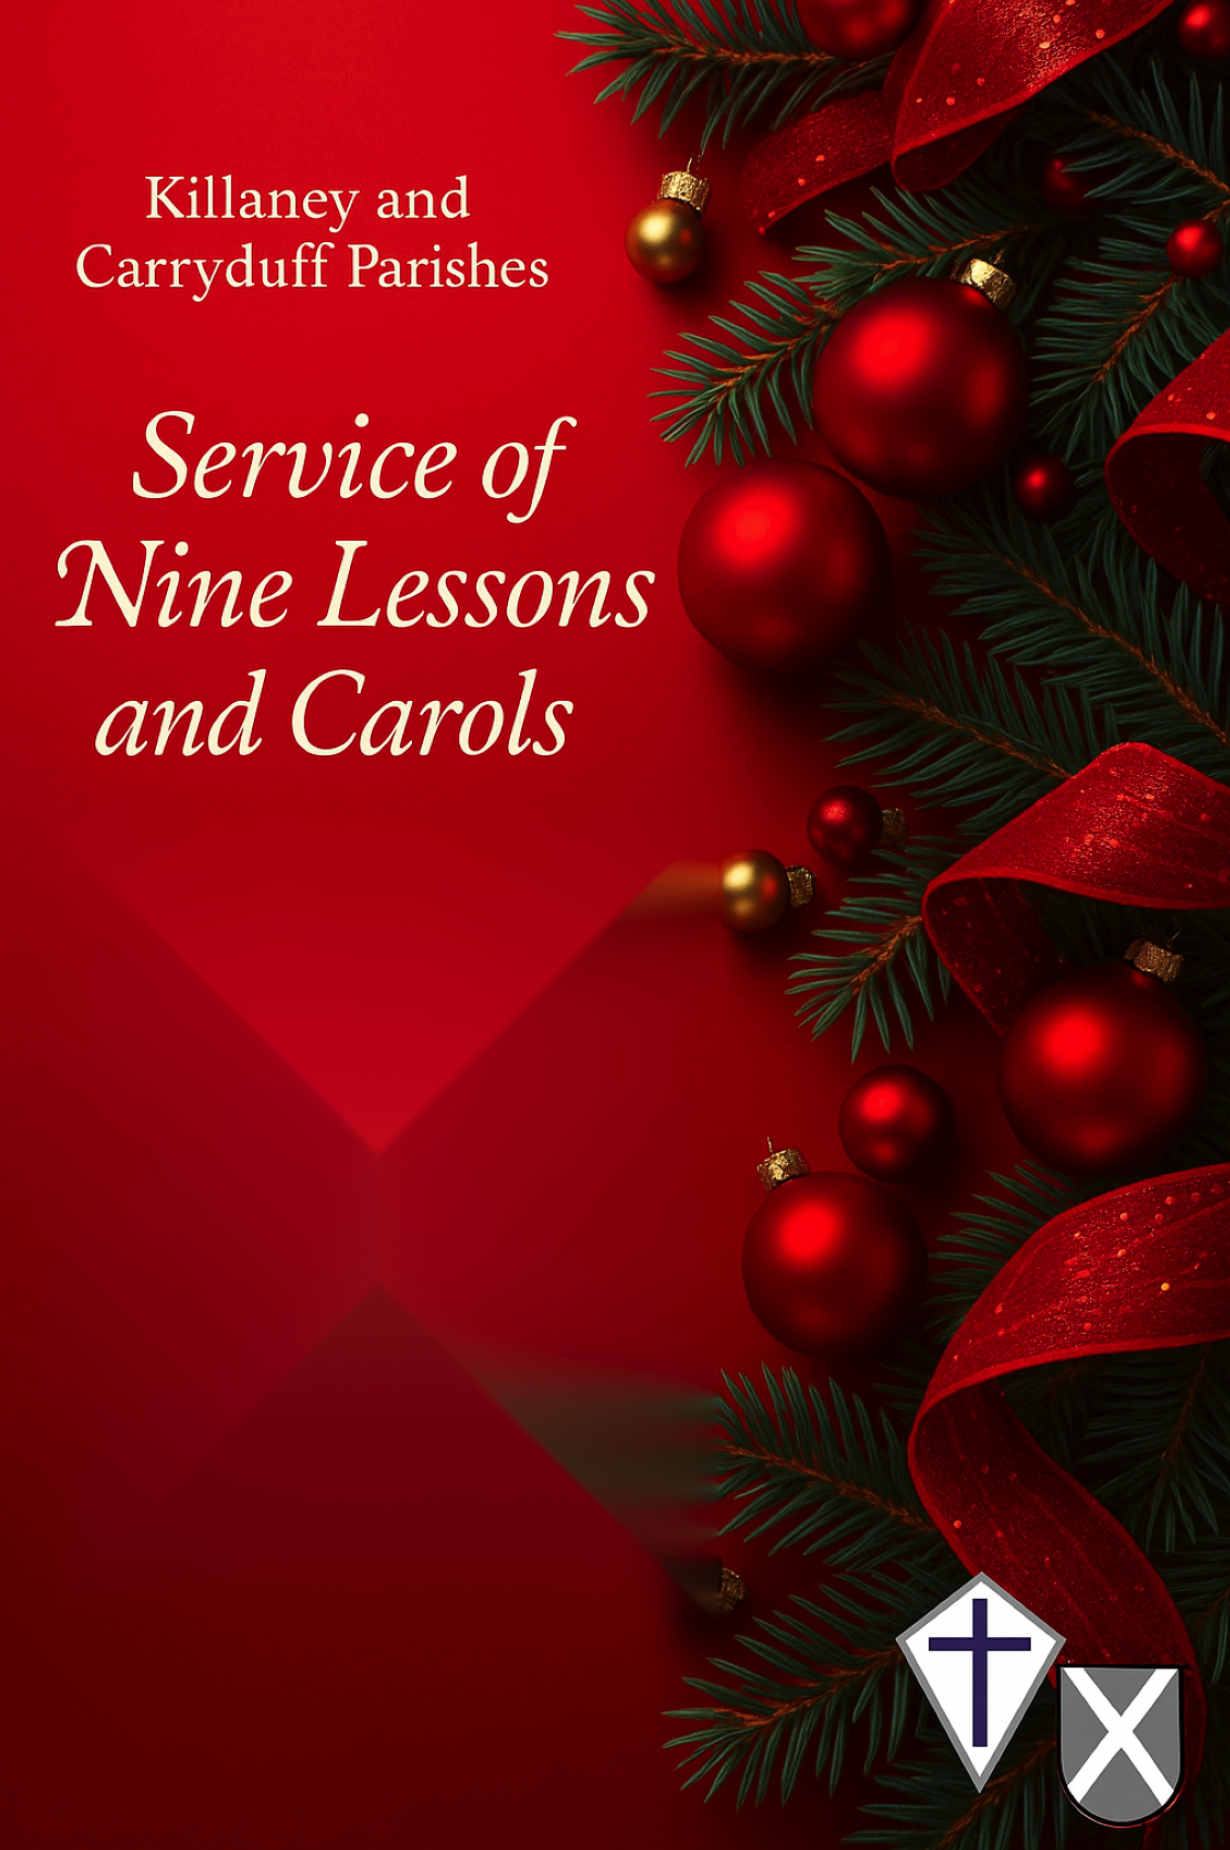 Killaney and
Carryduff Parishes
Service of
Nine Lessons
and Carols